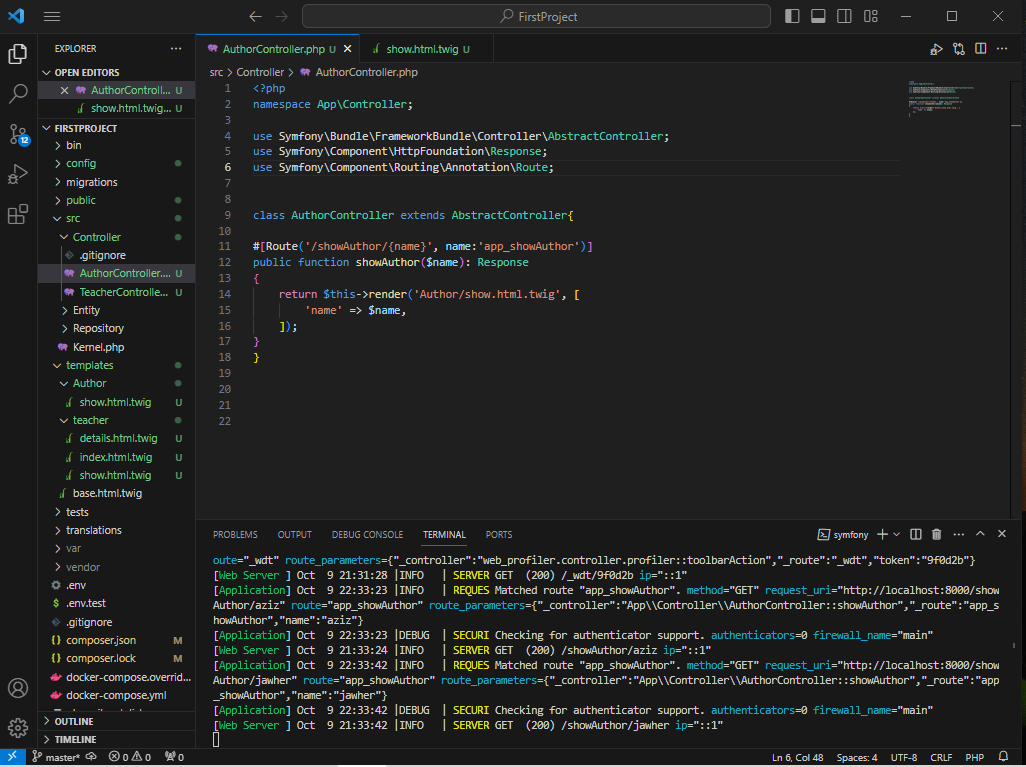 FirstProject
EXPLORER
OPEN EDITORS
AuthorControll... U
show.html.twig... U
FIRSTPROJECT
bin
config
migrations
public
src
Controller
.gitignore
AuthorController.... U
TeacherControlle... U
Entity
Repository
Kernel.php
templates
Author
show.html.twig U
teacher
details.html.twig U
index.html.twig U
show.html.twig U
base.html.twig
tests
translations
var
vendor
.env
.env.test
.gitignore
composer.json M
composer.lock M
docker-compose.overrid...
docker-compose.yml
OUTLINE
TIMELINE
12
AuthorController.php U
show.html.twig U
src > Controller > AuthorController.php
1 <?php
2 namespace App\Controller;
3
4 use Symfony\Bundle\FrameworkBundle\Controller\AbstractController;
5 use Symfony\Component\HttpFoundation\Response;
6 use Symfony\Component\Routing\Annotation\Route;
7
8
9 class AuthorController extends AbstractController{
10
11 #[Route('/showAuthor/{name}', name:'app_showAuthor')]
12 public function showAuthor($name): Response
13 {
14     return $this->render('Author/show.html.twig', [
15         'name' => $name,
16     ]);
17 }
18 }
19
20
21
22
PROBLEMS OUTPUT DEBUG CONSOLE TERMINAL PORTS
symfony
oute="_wdt" route_parameters={"_controller":"web_profiler.controller.profiler::toolbarAction","_route":"_wdt","token":"9f0d2b"}
[Web Server ] Oct  9 21:31:28 |INFO   | SERVER GET  (200) /_wdt/9f0d2b ip="::1"
[Application] Oct  9 22:33:23 |INFO   | REQUES Matched route "app_showAuthor". method="GET" request_uri="http://localhost:8000/show
Author/aziz" route="app_showAuthor" route_parameters={"_controller":"App\\Controller\\AuthorController::showAuthor","_route":"app_s
howAuthor","name":"aziz"}
[Application] Oct  9 22:33:23 |DEBUG  | SECURI Checking for authenticator support. authenticators=0 firewall_name="main"
[Web Server ] Oct  9 21:33:24 |INFO   | SERVER GET  (200) /showAuthor/aziz ip="::1"
[Application] Oct  9 22:33:42 |INFO   | REQUES Matched route "app_showAuthor". method="GET" request_uri="http://localhost:8000/show
Author/jawher" route="app_showAuthor" route_parameters={"_controller":"App\\Controller\\AuthorController::showAuthor","_route":"app
_showAuthor","name":"jawher"}
[Application] Oct  9 22:33:42 |DEBUG  | SECURI Checking for authenticator support. authenticators=0 firewall_name="main"
[Web Server ] Oct  9 21:33:42 |INFO   | SERVER GET  (200) /showAuthor/jawher ip="::1"
master* 0 0 0 Ln 6, Col 48 Spaces: 4 UTF-8 CRLF PHP